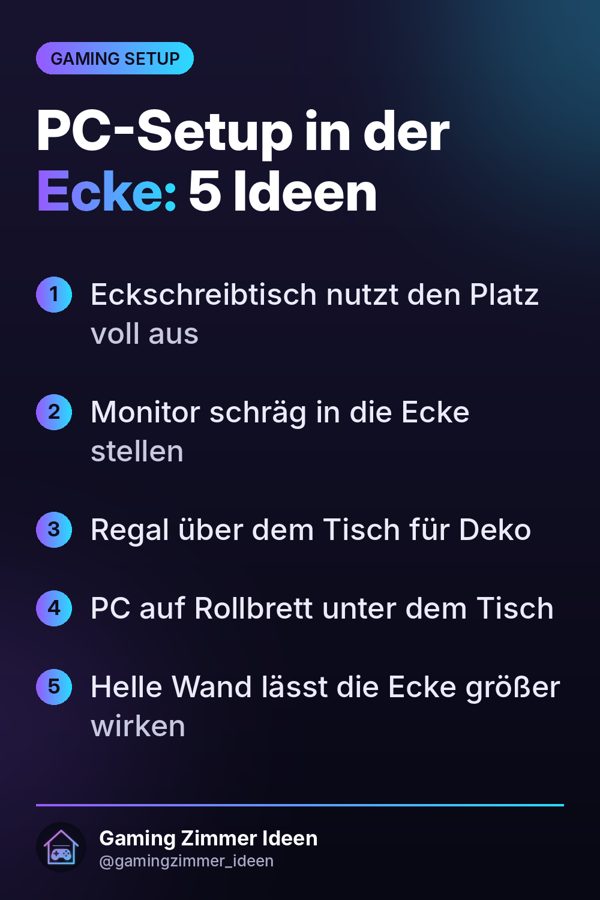 GAMING SETUP
PC-Setup in der
Ecke: 5 Ideen
1 Eckschreibtisch nutzt den Platz
voll aus
2 Monitor schräg in die Ecke
stellen
3 Regal über dem Tisch für Deko
4 PC auf Rollbrett unter dem Tisch
5 Helle Wand lässt die Ecke größer
wirken
Gaming Zimmer Ideen
@gamingzimmer_ideen